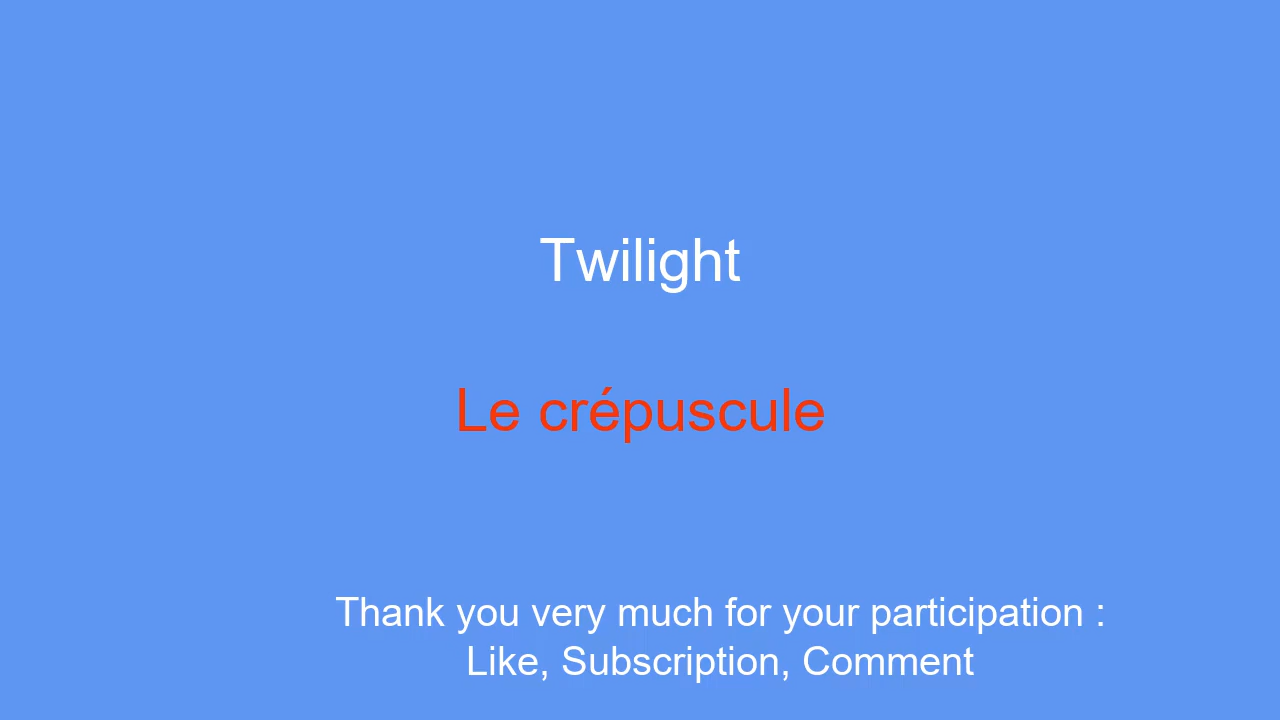 Twilight
Le crépuscule
Thank you very much for your participation :
Like, Subscription, Comment